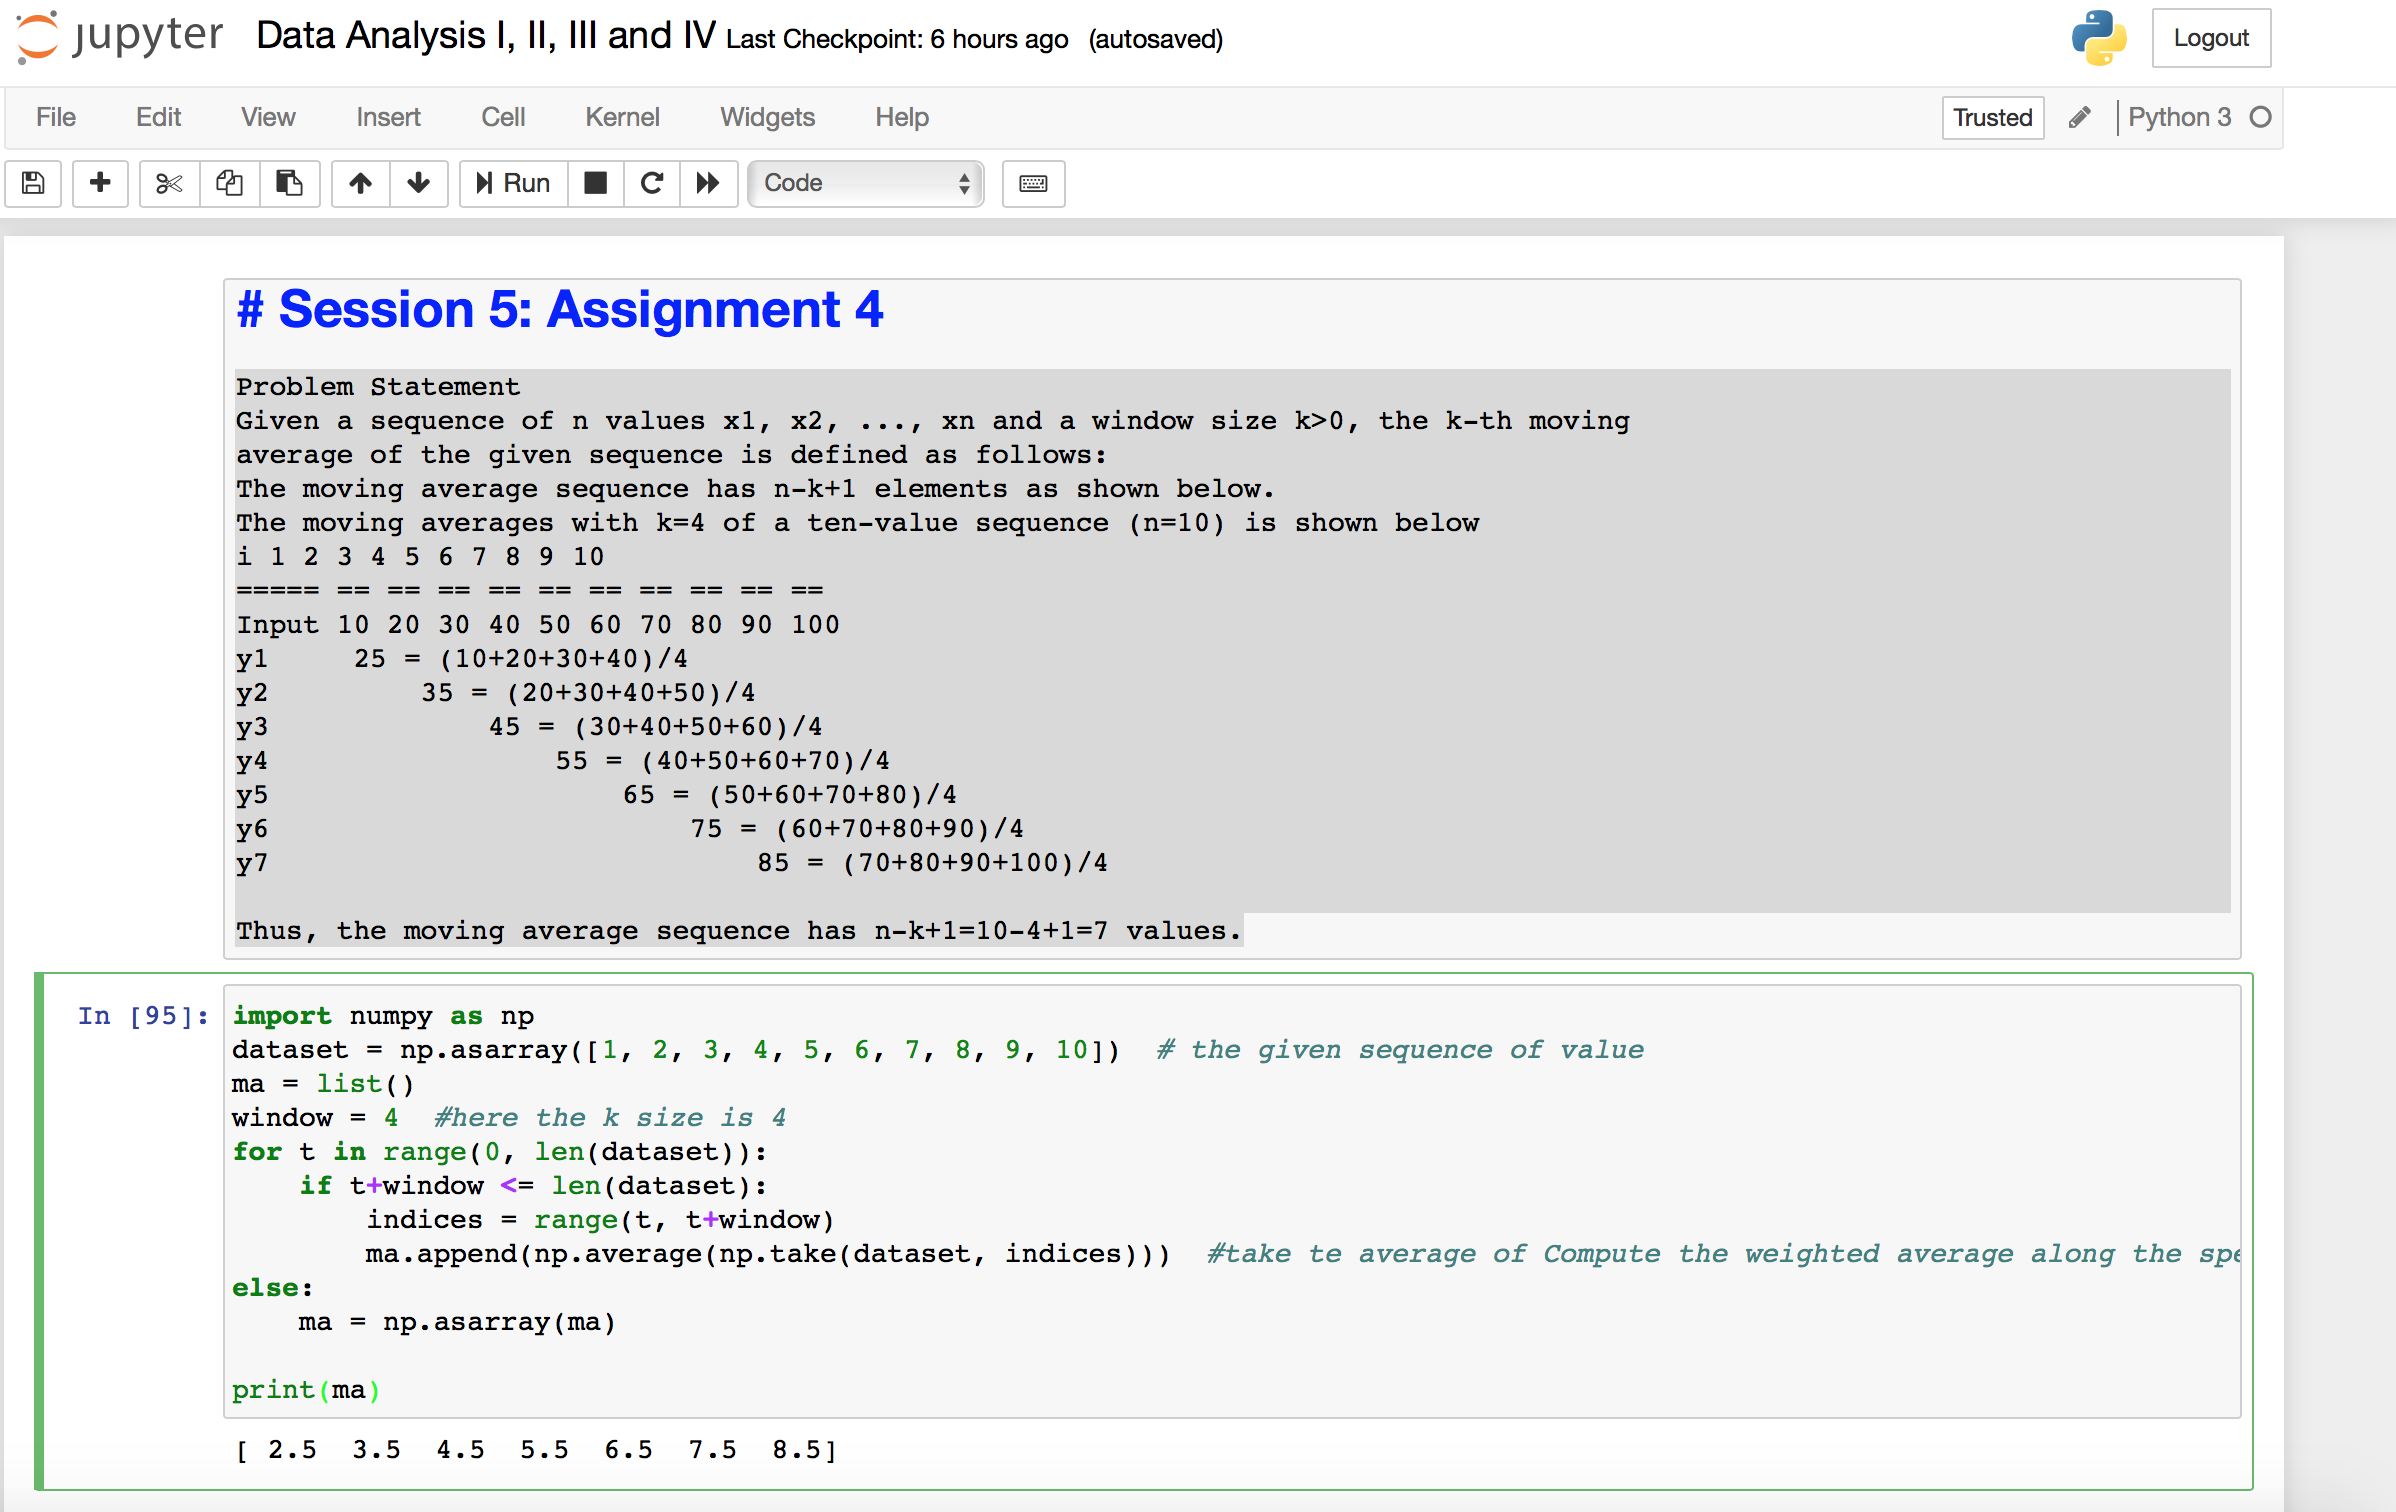 jupyter Data Analysis I, II, III and IV Last Checkpoint: 6 hours ago (autosaved) Logout
File Edit View Insert Cell Kernel Widgets Help Trusted Python 3
Run Code
# Session 5: Assignment 4
Problem Statement
Given a sequence of n values x1, x2, ..., xn and a window size k>0, the k-th moving
average of the given sequence is defined as follows:
The moving average sequence has n-k+1 elements as shown below.
The moving averages with k=4 of a ten-value sequence (n=10) is shown below
i 1 2 3 4 5 6 7 8 9 10
===== == == == == == == == == == ==
Input 10 20 30 40 50 60 70 80 90 100
y1     25 = (10+20+30+40)/4
y2         35 = (20+30+40+50)/4
y3             45 = (30+40+50+60)/4
y4                 55 = (40+50+60+70)/4
y5                     65 = (50+60+70+80)/4
y6                         75 = (60+70+80+90)/4
y7                             85 = (70+80+90+100)/4
Thus, the moving average sequence has n-k+1=10-4+1=7 values.
In [95]: import numpy as np
dataset = np.asarray([1, 2, 3, 4, 5, 6, 7, 8, 9, 10])  # the given sequence of value
ma = list()
window = 4  #here the k size is 4
for t in range(0, len(dataset)):
    if t+window <= len(dataset):
        indices = range(t, t+window)
        ma.append(np.average(np.take(dataset, indices)))  #take te average of Compute the weighted average along the
else:
    ma = np.asarray(ma)
print(ma)
[ 2.5  3.5  4.5  5.5  6.5  7.5  8.5]